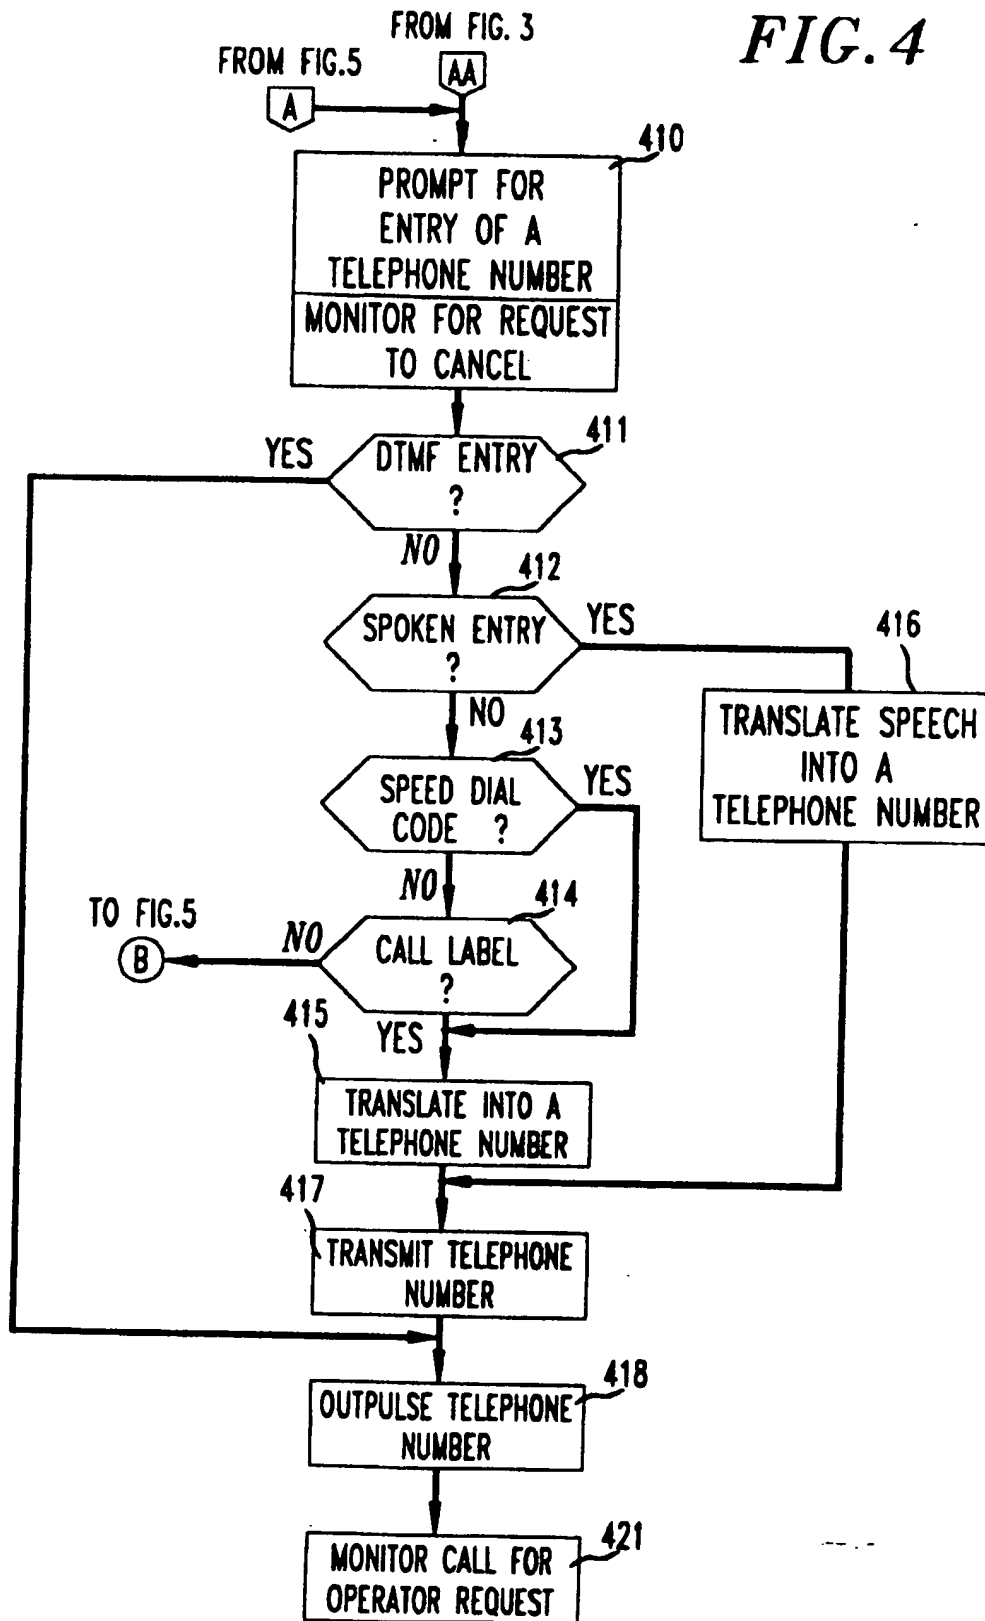 FROM FIG. 3
FIG. 4
FROM FIG.5
AA
A
410
PROMPT FOR
ENTRY OF A
TELEPHONE NUMBER
MONITOR FOR REQUEST
TO CANCEL
411
YES
DTMF ENTRY
?
NO
412
SPOKEN ENTRY
?
YES
416
TRANSLATE SPEECH
INTO A
TELEPHONE NUMBER
NO
413
SPEED DIAL
CODE ?
YES
NO
414
TO FIG.5
B
NO
CALL LABEL
?
415
YES
TRANSLATE INTO A
TELEPHONE NUMBER
417
TRANSMIT TELEPHONE
NUMBER
418
OUTPULSE TELEPHONE
NUMBER
421
MONITOR CALL FOR
OPERATOR REQUEST